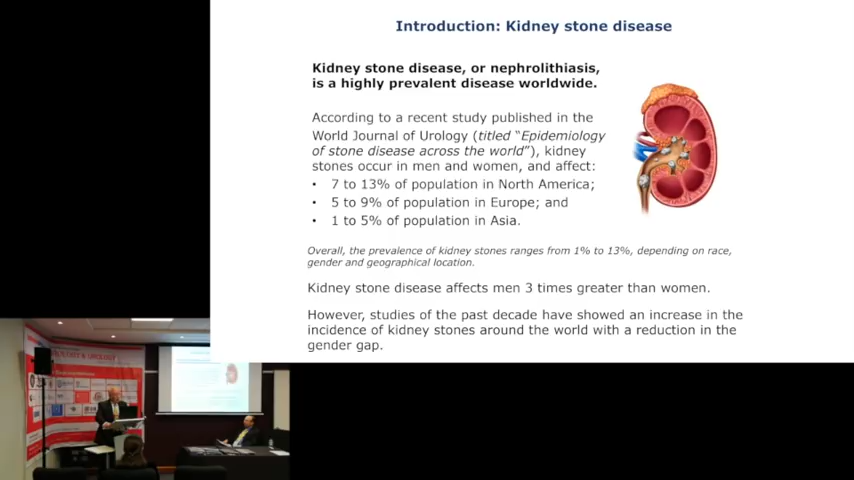 Introduction: Kidney stone disease
Kidney stone disease, or nephrolithiasis,
is a highly prevalent disease worldwide.
According to a recent study published in the
World Journal of Urology (titled “Epidemiology
of stone disease across the world”), kidney
stones occur in men and women, and affect:
• 7 to 13% of population in North America;
• 5 to 9% of population in Europe; and
• 1 to 5% of population in Asia.
Overall, the prevalence of kidney stones ranges from 1% to 13%, depending on race,
gender and geographical location.
Kidney stone disease affects men 3 times greater than women.
However, studies of the past decade have showed an increase in the
incidence of kidney stones around the world with a reduction in the
gender gap.
& UROLOGY